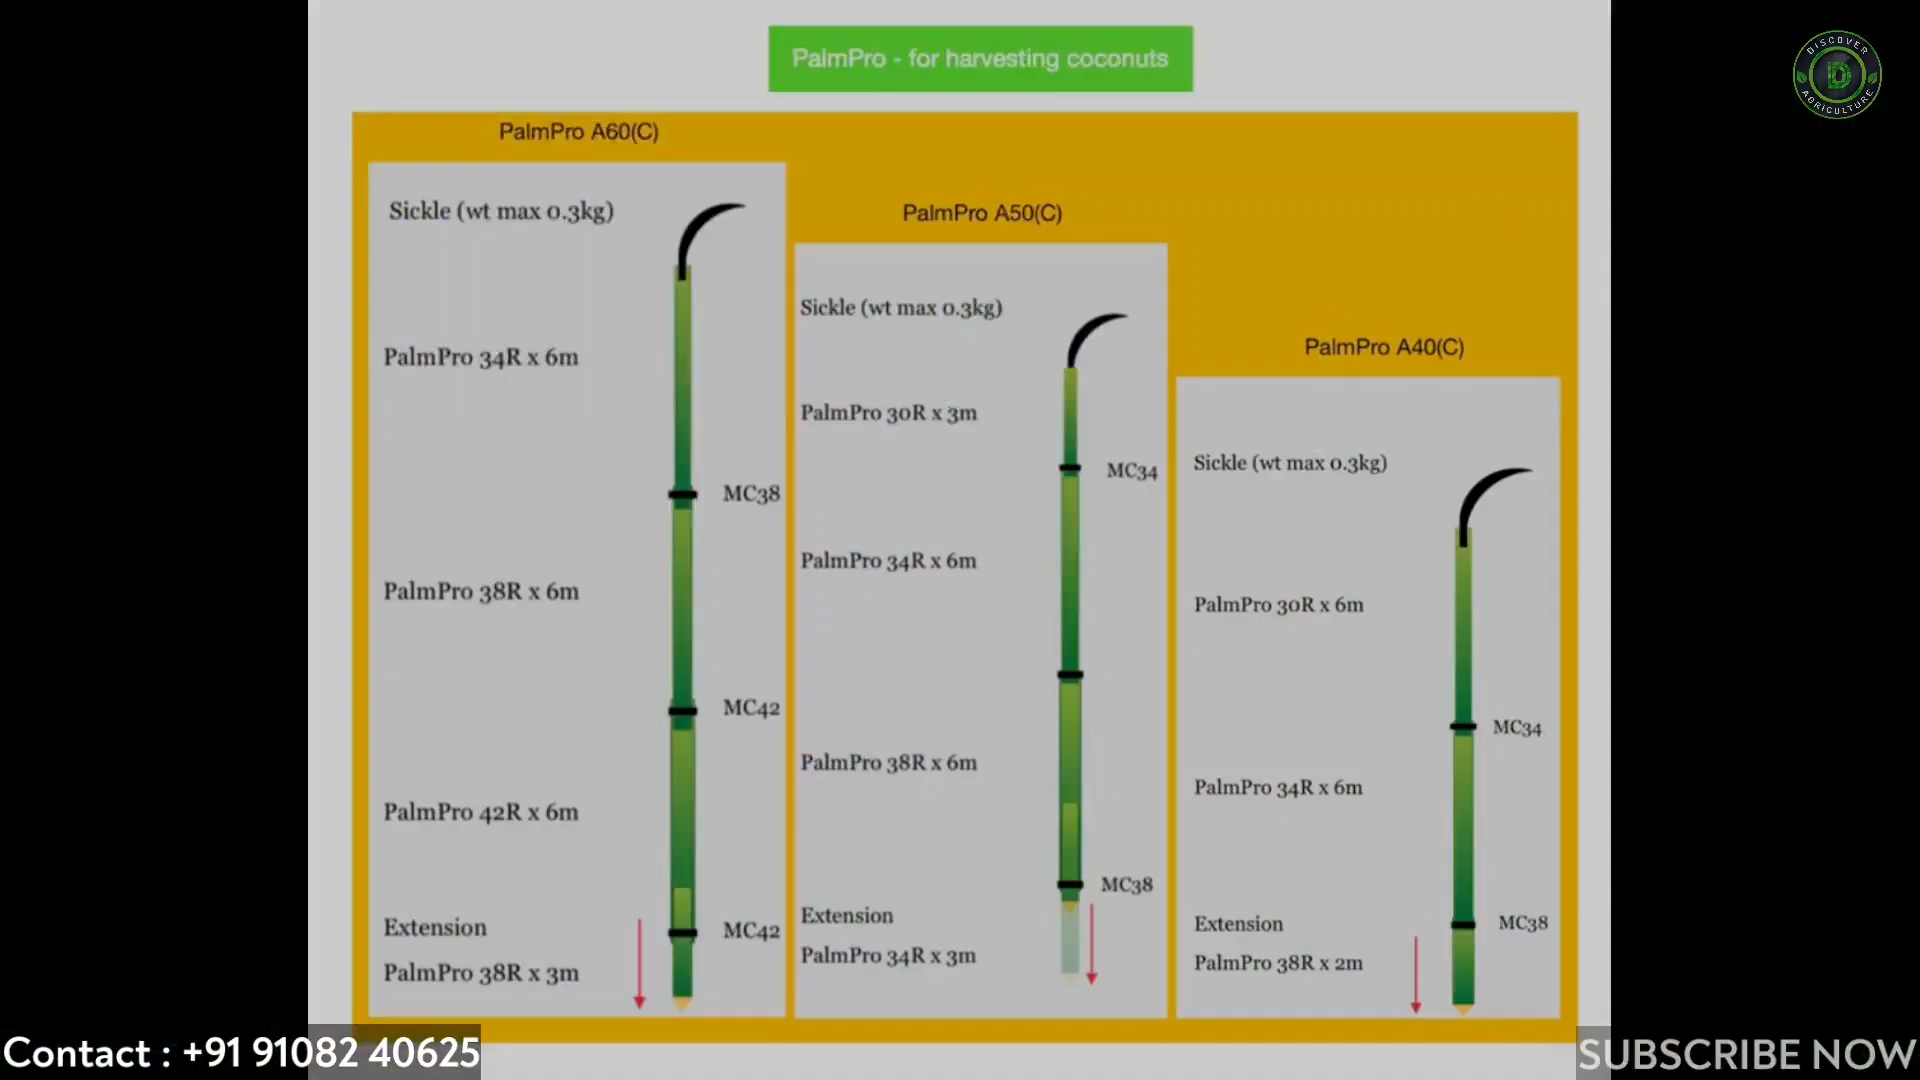 PalmPro - for harvesting coconuts
DISCOVER
D
AGRICULTURE
PalmPro A60(C)
Sickle (wt max 0.3kg)
PalmPro 34R x 6m
MC38
PalmPro 38R x 6m
MC42
PalmPro 42R x 6m
Extension
MC42
PalmPro 38R x 3m
PalmPro A50(C)
Sickle (wt max 0.3kg)
PalmPro 30R x 3m
MC34
PalmPro 34R x 6m
PalmPro 38R x 6m
MC38
Extension
PalmPro 34R x 3m
PalmPro A40(C)
Sickle (wt max 0.3kg)
PalmPro 30R x 6m
MC34
PalmPro 34R x 6m
Extension
MC38
PalmPro 38R x 2m
Contact : +91 91082 40625
SUBSCRIBE NOW